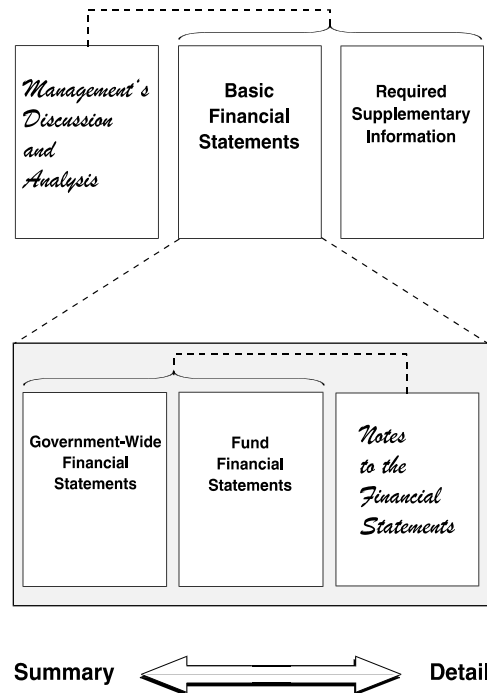 Management's
Discussion
and
Analysis
Basic
Financial
Statements
Required
Supplementary
Information
Government-Wide
Financial
Statements
Fund
Financial
Statements
Notes
to the
Financial
Statements
Summary
Detail